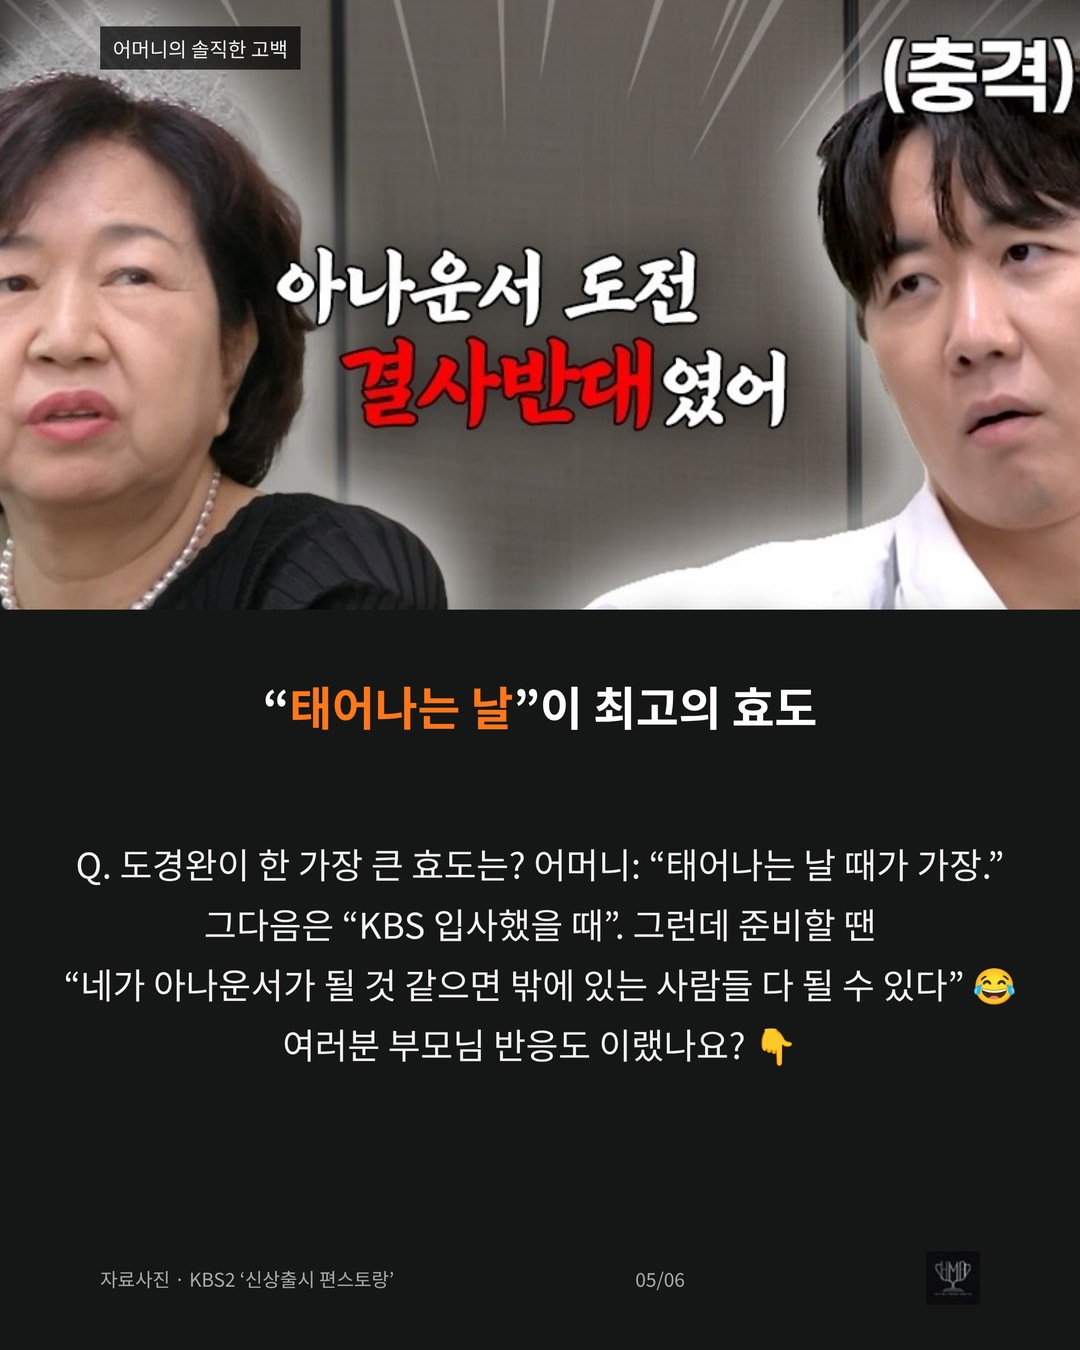 어머니의 솔직한 고백
(충격)
아나운서 도전
결사반대였어
“태어나는 날”이 최고의 효도
Q. 도경완이 한 가장 큰 효도는? 어머니: “태어나는 날 때가 가장.”
그다음은 “KBS 입사했을 때”. 그런데 준비할 땐
“네가 아나운서가 될 것 같으면 밖에 있는 사람들 다 될 수 있다” 😂
여러분 부모님 반응도 이랬나요? 👇
자료사진 · KBS2 ‘신상출시 편스토랑’
05/06